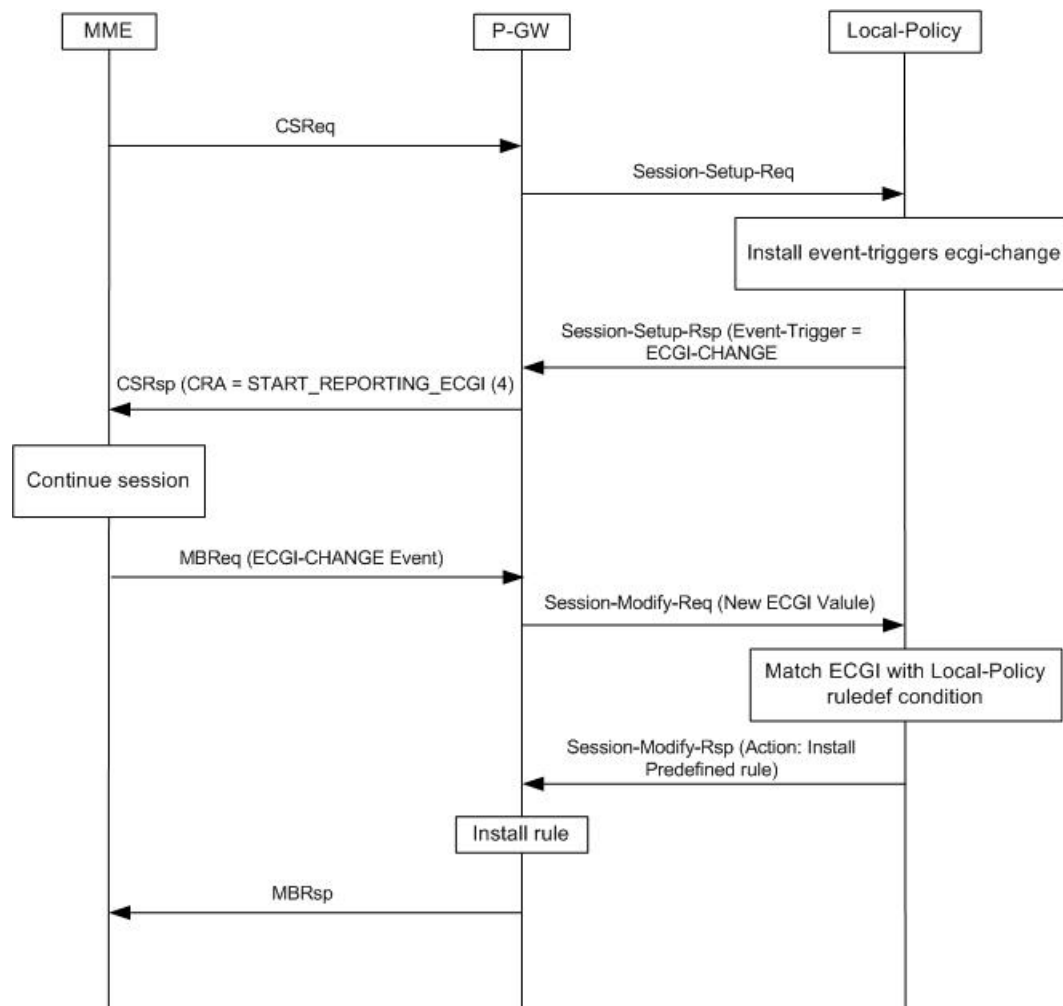 MME
P-GW
Local-Policy
CSReq
Session-Setup-Req
Install event-triggers ecgi-change
Session-Setup-Rsp (Event-Trigger =
ECGI-CHANGE
CSRsp (CRA = START_REPORTING_ECGI (4)
Continue session
MBReq (ECGI-CHANGE Event)
Session-Modify-Req (New ECGI Valule)
Match ECGI with Local-Policy
ruledef condition
Session-Modify-Rsp (Action: Install
Predefined rule)
Install rule
MBRsp